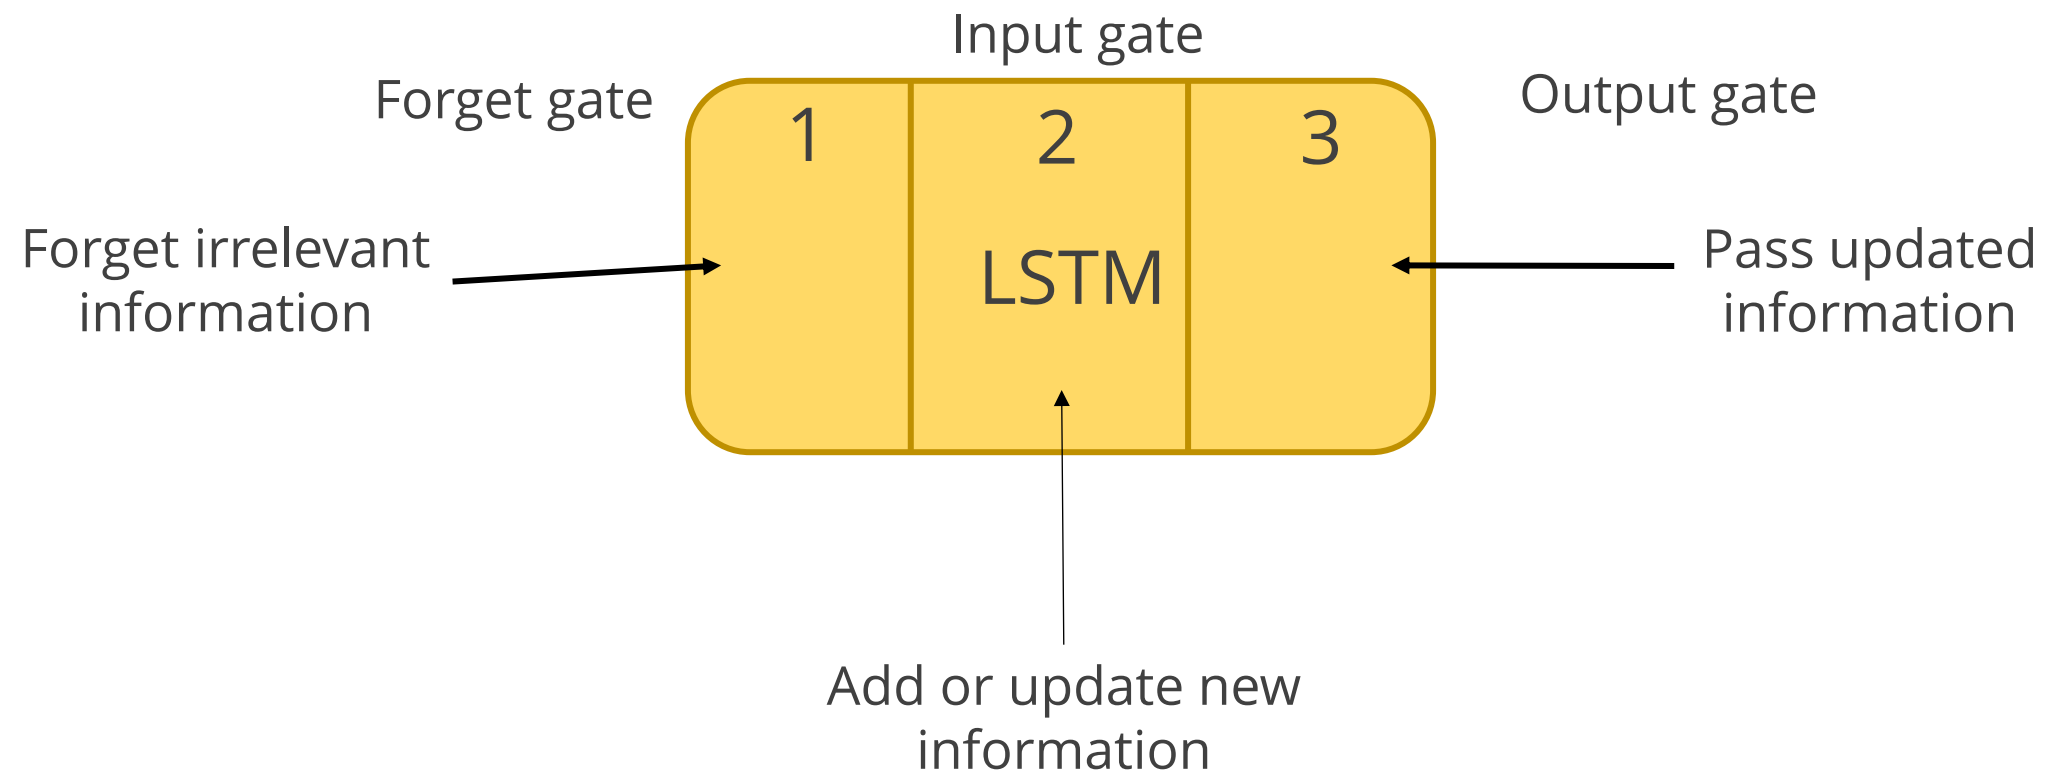 Input gate
Forget gate
Output gate
1
2
3
Forget irrelevant
information
LSTM
Pass updated
information
Add or update new
information